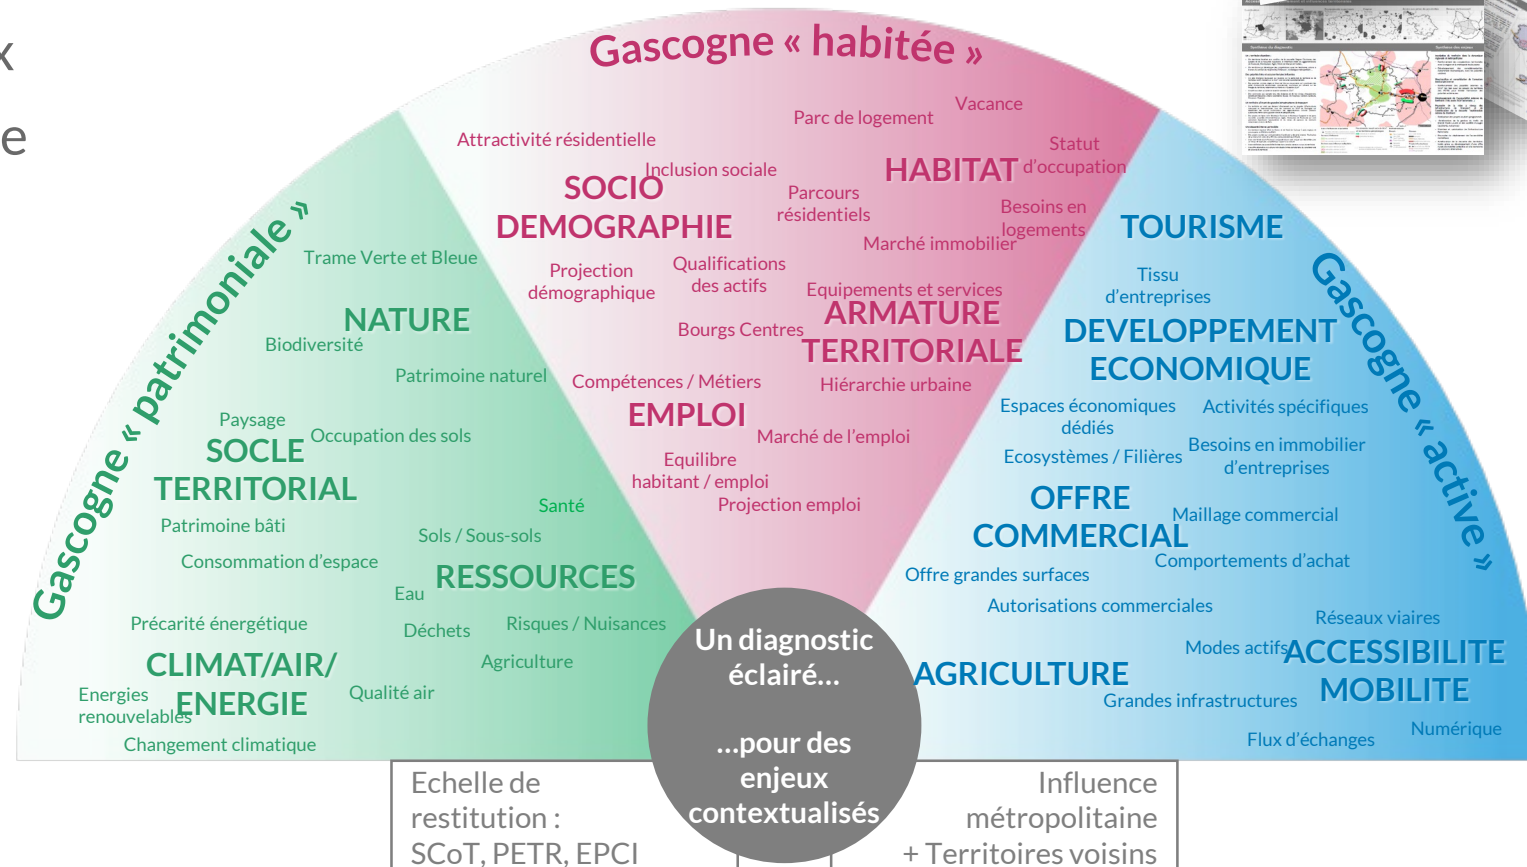 x
e
Gascogne « habitée »
Gascogne « patrimoniale »
Gascogne « active »
Attractivité résidentielle
Inclusion sociale
SOCIO
DEMOGRAPHIE
Projection
démographique
Qualifications
des actifs
Parc de logement
Vacance
HABITAT
Statut
d'occupation
Parcours
résidentiels
Besoins en
logements
Marché immobilier
Equipements et services
ARMATURE
TERRITORIALE
Bourgs Centres
Hiérarchie urbaine
Compétences / Métiers
EMPLOI
Marché de l'emploi
Equilibre
habitant / emploi
Projection emploi
Trame Verte et Bleue
NATURE
Biodiversité
Patrimoine naturel
Paysage
Occupation des sols
SOCLE
TERRITORIAL
Patrimoine bâti
Consommation d'espace
Santé
Sols / Sous-sols
RESSOURCES
Eau
Déchets
Risques / Nuisances
Agriculture
Précarité énergétique
CLIMAT/AIR/
ENERGIE
Energies
renouvelables
Qualité air
Changement climatique
TOURISME
Tissu
d'entreprises
DEVELOPPEMENT
ECONOMIQUE
Espaces économiques
dédiés
Activités spécifiques
Ecosystèmes / Filières
Besoins en immobilier
d'entreprises
OFFRE
COMMERCIAL
Maillage commercial
Comportements d'achat
Offre grandes surfaces
Autorisations commerciales
AGRICULTURE
Réseaux viaires
Modes actifs
ACCESSIBILITE
MOBILITE
Grandes infrastructures
Numérique
Flux d'échanges
Un diagnostic
éclairé…
…pour des
enjeux
contextualisés
Echelle de
restitution :
SCoT, PETR, EPCI
Influence
métropolitaine
+ Territoires voisins